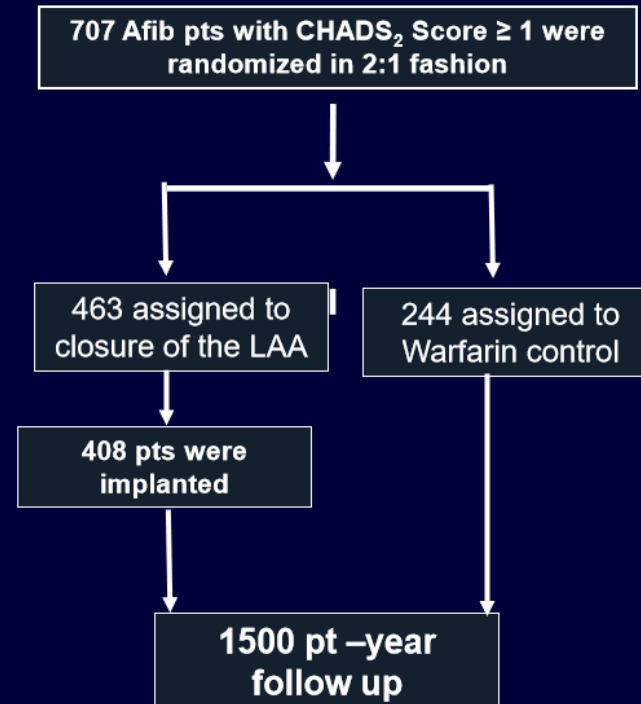 707 Afib pts with CHADS₂ Score ≥ 1 were
randomized in 2:1 fashion
463 assigned to
closure of the LAA
244 assigned to
Warfarin control
408 pts were
implanted
1500 pt –year
follow up